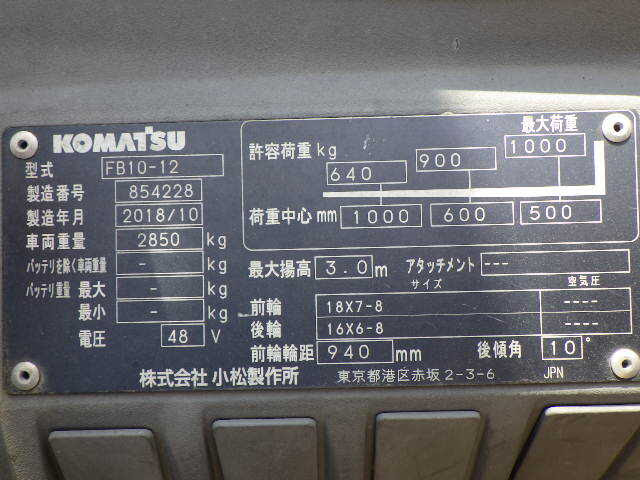 KOMATSU
型式 FB10-12
製造番号 854228
製造年月 2018/10
車両重量 2850 kg
バッテリを除く車両重量 - kg
バッテリ重量 最大 - kg
最小 - kg
電圧 48 V
最大荷重
許容荷重 kg 640 900 1000
荷重中心 mm 1000 600 500
最大揚高 3.0 m アタッチメント ---
サイズ 空気圧
前輪 18X7-8 ----
後輪 16X6-8 ----
前輪輪距 940 mm 後傾角 10°
株式会社 小松製作所 東京都港区赤坂2-3-6 JPN